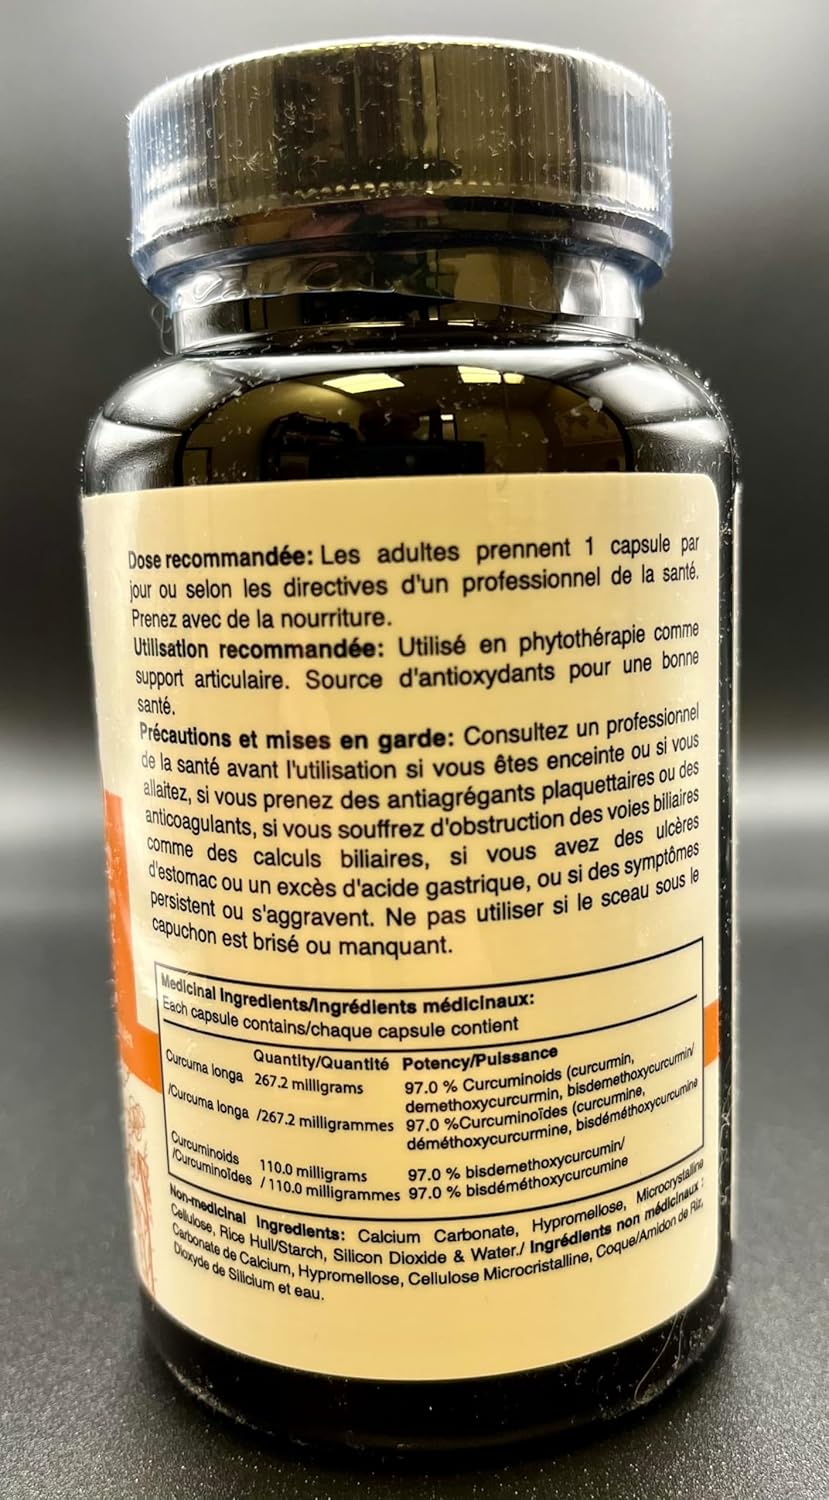 Dose recommandée: Les adultes prennent 1 capsule par
jour ou selon les directives d'un professionnel de la santé.
Prenez avec de la nourriture.
Utilisation recommandée: Utilisé en phytothérapie comme
support articulaire. Source d'antioxydants pour une bonne
santé.
Précautions et mises en garde: Consultez un professionnel
de la santé avant l'utilisation si vous êtes enceinte ou si vous
allaitez, si vous prenez des antiagrégants plaquettaires ou des
anticoagulants, si vous souffrez d'obstruction des voies biliaires
comme des calculs biliaires, si vous avez des ulcères
d'estomac ou un excès d'acide gastrique, ou si des symptômes
persistent ou s'aggravent. Ne pas utiliser si le sceau sous le
capuchon est brisé ou manquant.
Medicinal Ingredients/Ingrédients médicinaux:
Each capsule contains/chaque capsule contient
Quantity/Quantité Potency/Puissance
Curcuma longa 267.2 milligrams 97.0 % Curcuminoids (curcumin,
demethoxycurcurmin, bisdemethoxycurcurmin/
/Curcuma longa /267.2 milligrammes 97.0 %Curcuminoïdes (curcumine,
déméthoxycurcurmine, bisdéméthoxycurcumine
Curcuminoids 110.0 milligrams 97.0 % bisdemethoxycurcumin/
/Curcuminoïdes / 110.0 milligrammes 97.0 % bisdéméthoxycurcumine
Non-medicinal Ingredients: Calcium Carbonate, Hypromellose, Microcrystalline
Cellulose, Rice Hull/Starch, Silicon Dioxide & Water./ Ingrédients non médicinaux :
Carbonate de Calcium, Hypromellose, Cellulose Microcristalline, Coque/Amidon de Riz,
Dioxyde de Silicium et eau.